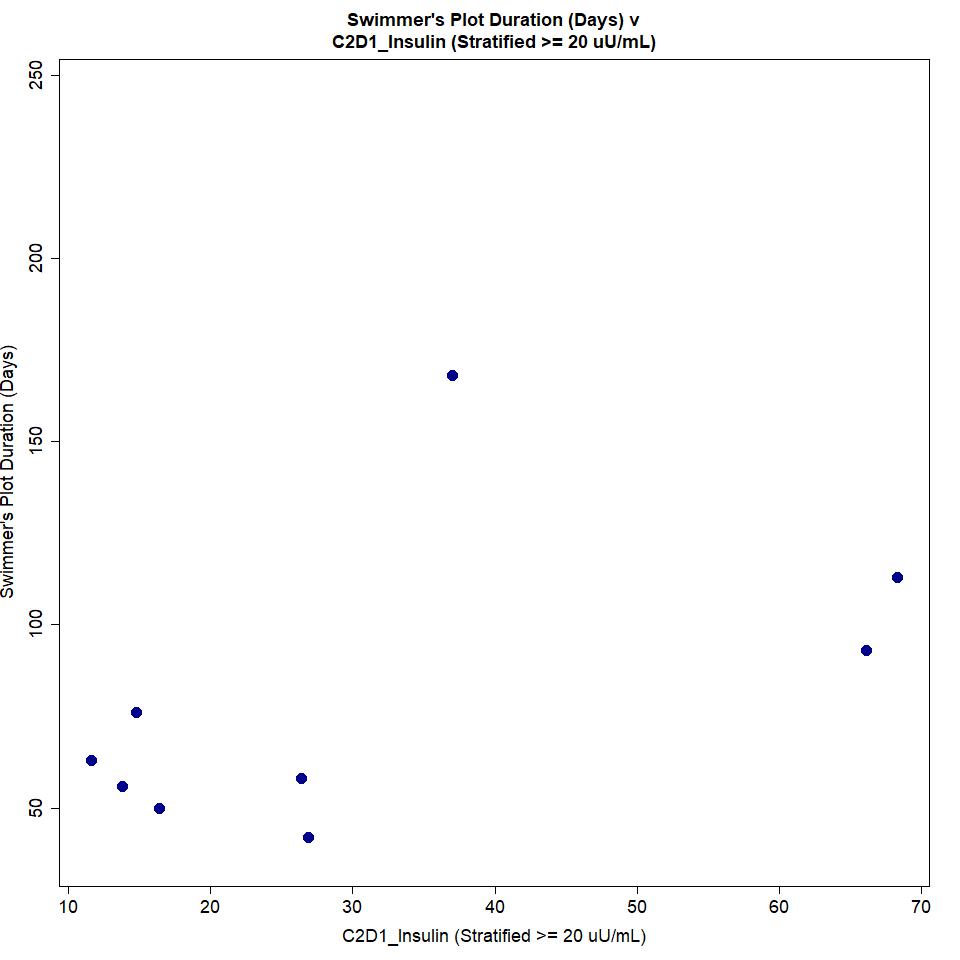 Swimmer's Plot Duration (Days) v
C2D1_Insulin (Stratified >= 20 uU/mL)
Swimmer's Plot Duration (Days)
250
200
150
100
50
10 20 30 40 50 60 70
C2D1_Insulin (Stratified >= 20 uU/mL)